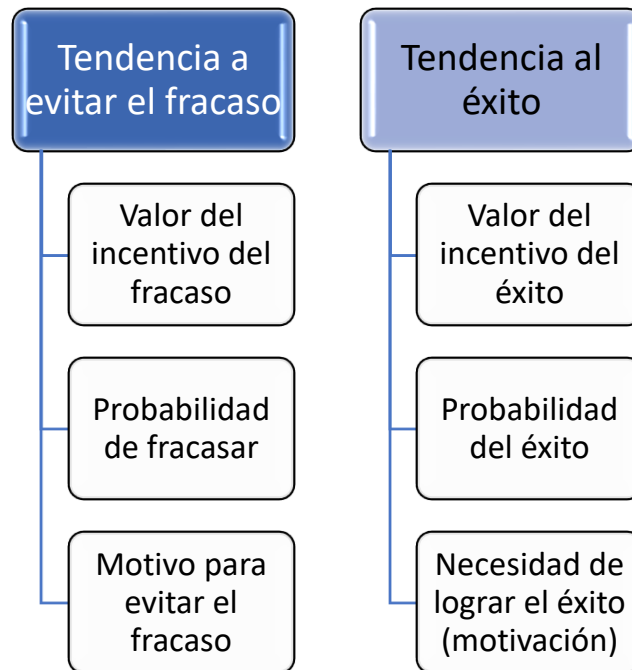 Tendencia a
evitar el fracaso
Valor del
incentivo del
fracaso
Probabilidad
de fracasar
Motivo para
evitar el
fracaso
Tendencia al
éxito
Valor del
incentivo del
éxito
Probabilidad
del éxito
Necesidad de
lograr el éxito
(motivación)